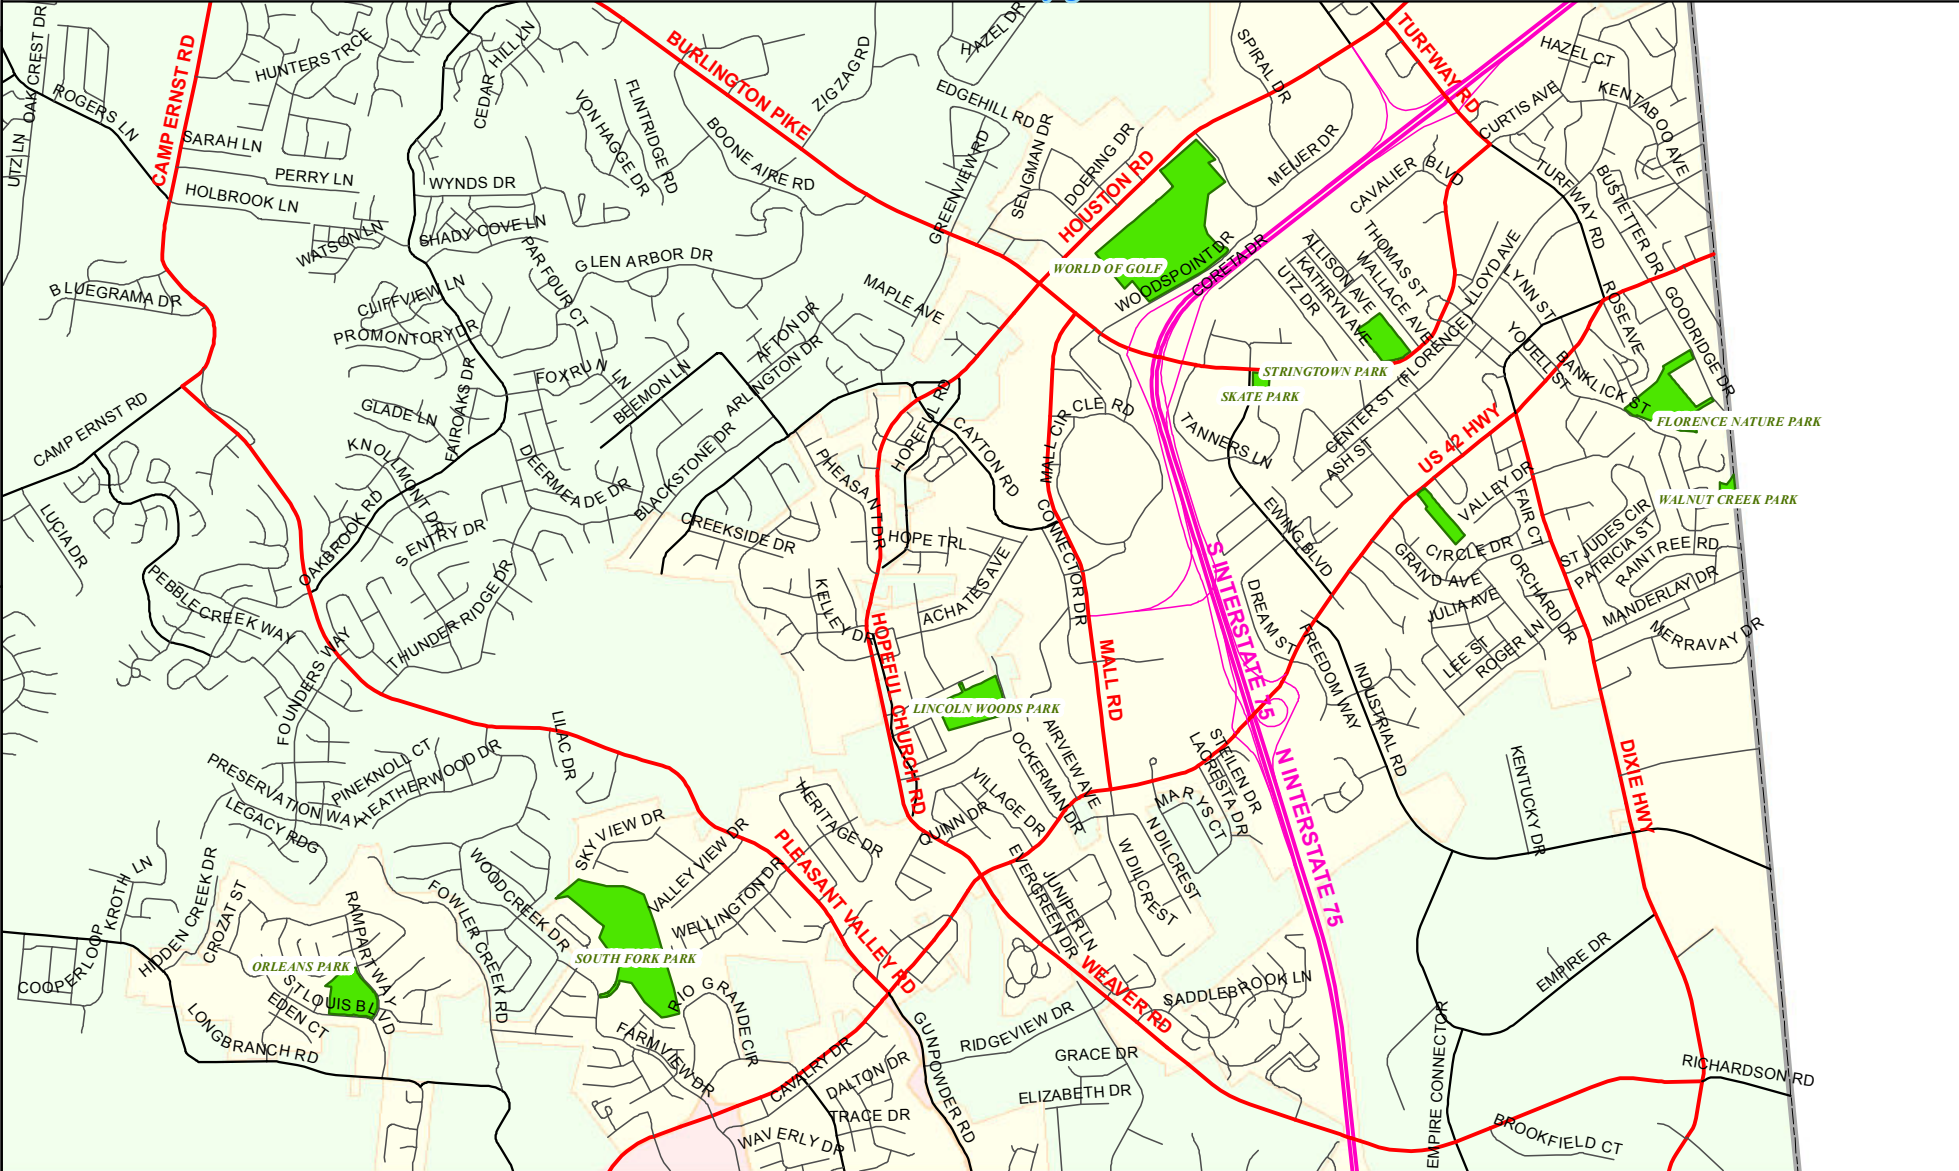 OAK CREST DR
UTZ LN
ROGERS LN
CAMP ERNST RD
HUNTERS TRCE
CEDAR HILL LN
BURLINGTON PIKE
ZIG ZAG RD
HAZEL DR
SPIRAL DR
TURFWAY RD
HAZEL CT
KENTABOO AVE
CURTIS AVE
SARAH LN
PERRY LN
HOLBROOK LN
WATSON LN
WYNDS DR
SHADY COVE LN
VON HAGGE DR
FLINTRIDGE RD
BOONE AIRE RD
EDGEHILL RD
GREENVIEW RD
SELIGMAN DR
DOERING DR
HOUSTON RD
MEIJER DR
CAVALIER BLVD
TURFWAY RD
BUSTETTER DR
BLUEGRAMA DR
CLIFFVIEW LN
PROMONTORY DR
PAR FOUR CT
GLEN ARBOR DR
MAPLE AVE
WORLD OF GOLF
WOODSPOINT DR
CORETA DR
ALLISON AVE
KATHRYN AVE
UTZ DR
THOMAS ST
WALLACE AVE
LLOYD AVE
LYNN ST
ROSE AVE
GOODRIDGE DR
AFTON DR
ARLINGTON DR
FOXRUN LN
BEEMON LN
FAIROAKS DR
GLADE LN
KNOLLMONT DR
CAMP ERNST RD
STRINGTOWN PARK
SKATE PARK
CENTER ST (FLORENCE)
ASH ST
YOUELL ST
BANKLICK ST
FLORENCE NATURE PARK
US 42 HWY
HOPEFUL RD
CAYTON RD
MALL CIRCLE RD
TANNERS LN
PHEASANT DR
BLACKSTONE DR
DEERMEADE DR
LUCIA DR
OAKBROOK RD
SENTRY DR
CREEKSIDE DR
HOPE TRL
CONNECTOR DR
EWING BLVD
VALLEY DR
FAIR CT
WALNUT CREEK PARK
ST JUDES CIR
PATRICIA ST
RAINTREE RD
MANDERLAY DR
MERRAVAY DR
CIRCLE DR
GRAND AVE
JULIA AVE
ORCHARD DR
LEE ST
ROGER LN
PEBBLE CREEK WAY
THUNDER RIDGE DR
FOUNDERS WAY
KELLEY DR
ACHATES AVE
HOPEFUL CHURCH RD
MALL RD
S INTERSTATE 75
DREAM ST
FREEDOM WAY
INDUSTRIAL RD
LINCOLN WOODS PARK
OCKERMAN DR
VILLAGE DR
QUINN DR
STEILEN DR
LACRESTA DR
MARYS CT
N INTERSTATE 75
KENTUCKY DR
DIXIE HWY
LILAC DR
PRESERVATION WAY
PINEKNOLL CT
HEATHERWOOD DR
LEGACY RDG
SKY VIEW DR
VALLEY VIEW DR
WELLINGTON DR
HERITAGE DR
PLEASANT VALLEY RD
EVERGREEN DR
JUNIPER LN
W DILCREST
N DILCREST
KROTH LN
HIDDEN CREEK DR
CROZAT ST
COOPER LOOP
RAMPART WAY
ORLEANS PARK
ST LOUIS BLVD
EDEN CT
LONGBRANCH RD
WOODCREEK DR
FOWLER CREEK RD
SOUTH FORK PARK
RIO GRANDE CIR
FARMVIEW DR
CAVALRY DR
DALTON DR
TRACE DR
WAVERLY DR
GUNPOWDER RD
RIDGEVIEW DR
GRACE DR
ELIZABETH DR
WEAVER RD
SADDLEBROOK LN
EMPIRE DR
EMPIRE CONNECTOR
RICHARDSON RD
BROOKFIELD CT